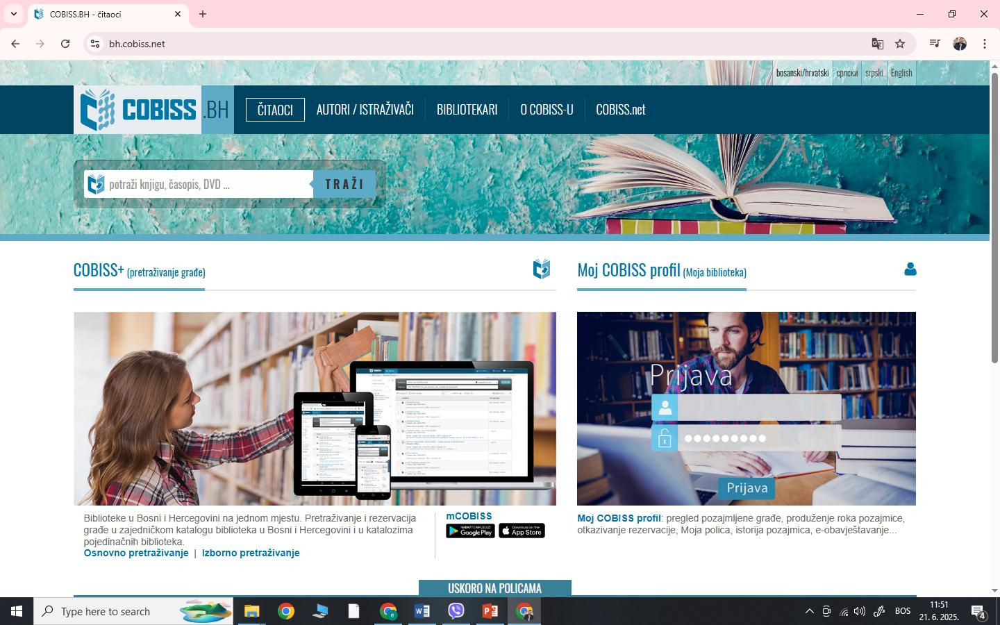 COBISS.BH - čitaoci
bh.cobiss.net
bosanski/hrvatski
српски
srpski
English
COBISS.BH
ČITAOCI
AUTORI / ISTRAŽIVAČI
BIBLIOTEKARI
O COBISS-U
COBISS.net
potraži knjigu, časopis, DVD ...
TRAŽI
COBISS+ (pretraživanje građe)
Moj COBISS profil (Moja biblioteka)
Prijava
Prijava
Biblioteke u Bosni i Hercegovini na jednom mjestu. Pretraživanje i rezervacija
građe u zajedničkom katalogu biblioteka u Bosni i Hercegovini i u katalozima
pojedinačnih biblioteka.
Osnovno pretraživanje | Izborno pretraživanje
mCOBISS
Google Play
Download on the
App Store
Moj COBISS profil: pregled pozajmljene građe, produženje roka pozajmice,
otkazivanje rezervacije, Moja polica, istorija pozajmica, e-obavještavanje...
USKORO NA POLICAMA
Type here to search
BOS
11:51
21. 6. 2025.
4